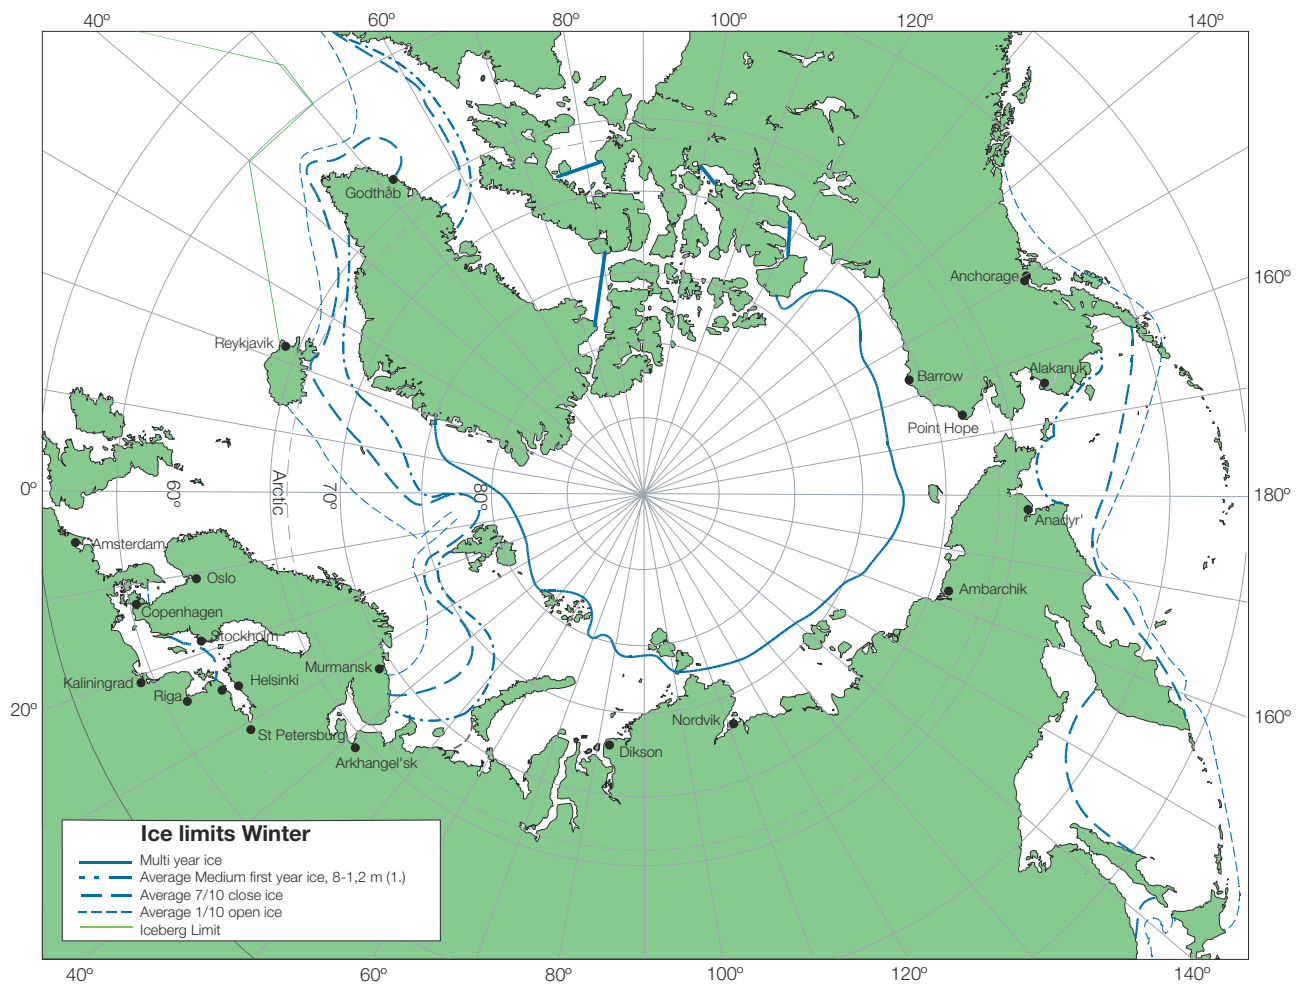 40º 60º 80º 100º 120º 140º
Godthåb
Anchorage
160º
Reykjavik
Barrow
Alakanuk
Point Hope
0º
60º
Arctic
70º
80º
180º
Anadyr'
Amsterdam
Oslo
Ambarchik
Copenhagen
Stockholm
Murmansk
Kaliningrad
Helsinki
Riga
20º
Nordvik
160º
St Petersburg
Dikson
Arkhangel'sk
Ice limits Winter
Multi year ice
Average Medium first year ice, 8-1,2 m (1.)
Average 7/10 close ice
Average 1/10 open ice
Iceberg Limit
40º 60º 80º 100º 120º 140º